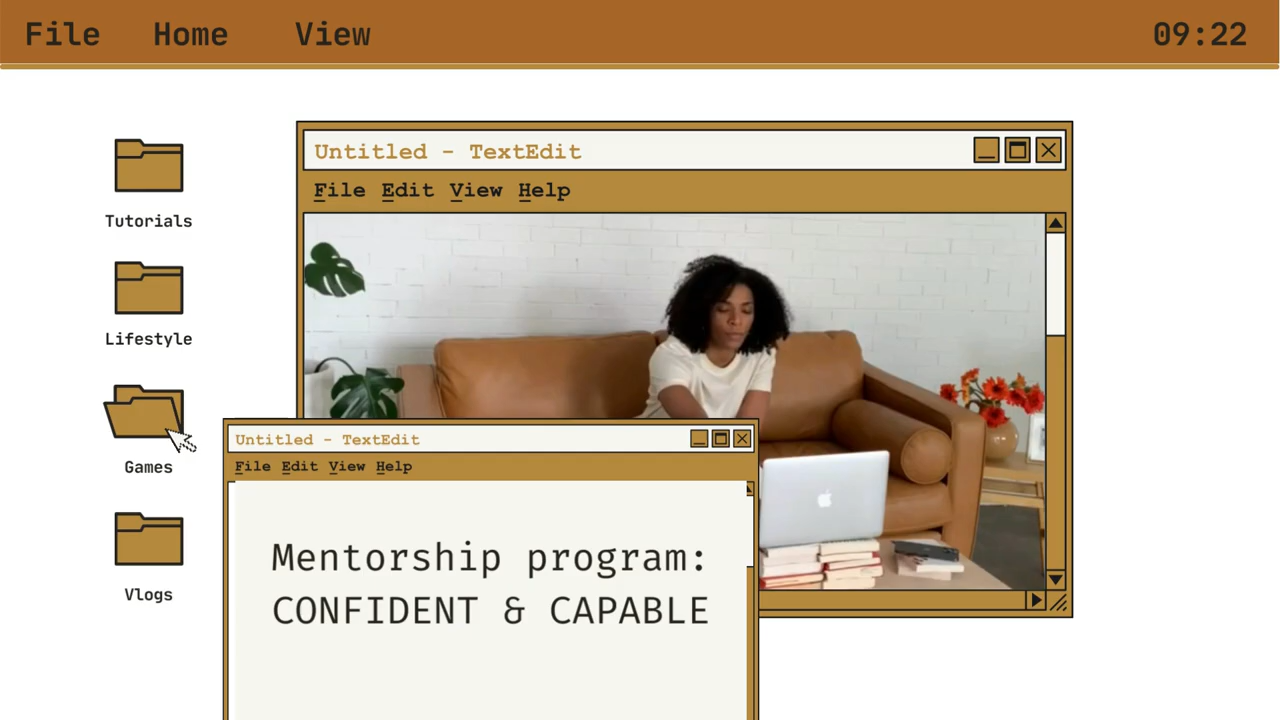 File Home View 09:22
Untitled - TextEdit
File Edit View Help
Tutorials
Lifestyle
Games
Vlogs
Untitled - TextEdit
File Edit View Help
Mentorship program:
CONFIDENT & CAPABLE